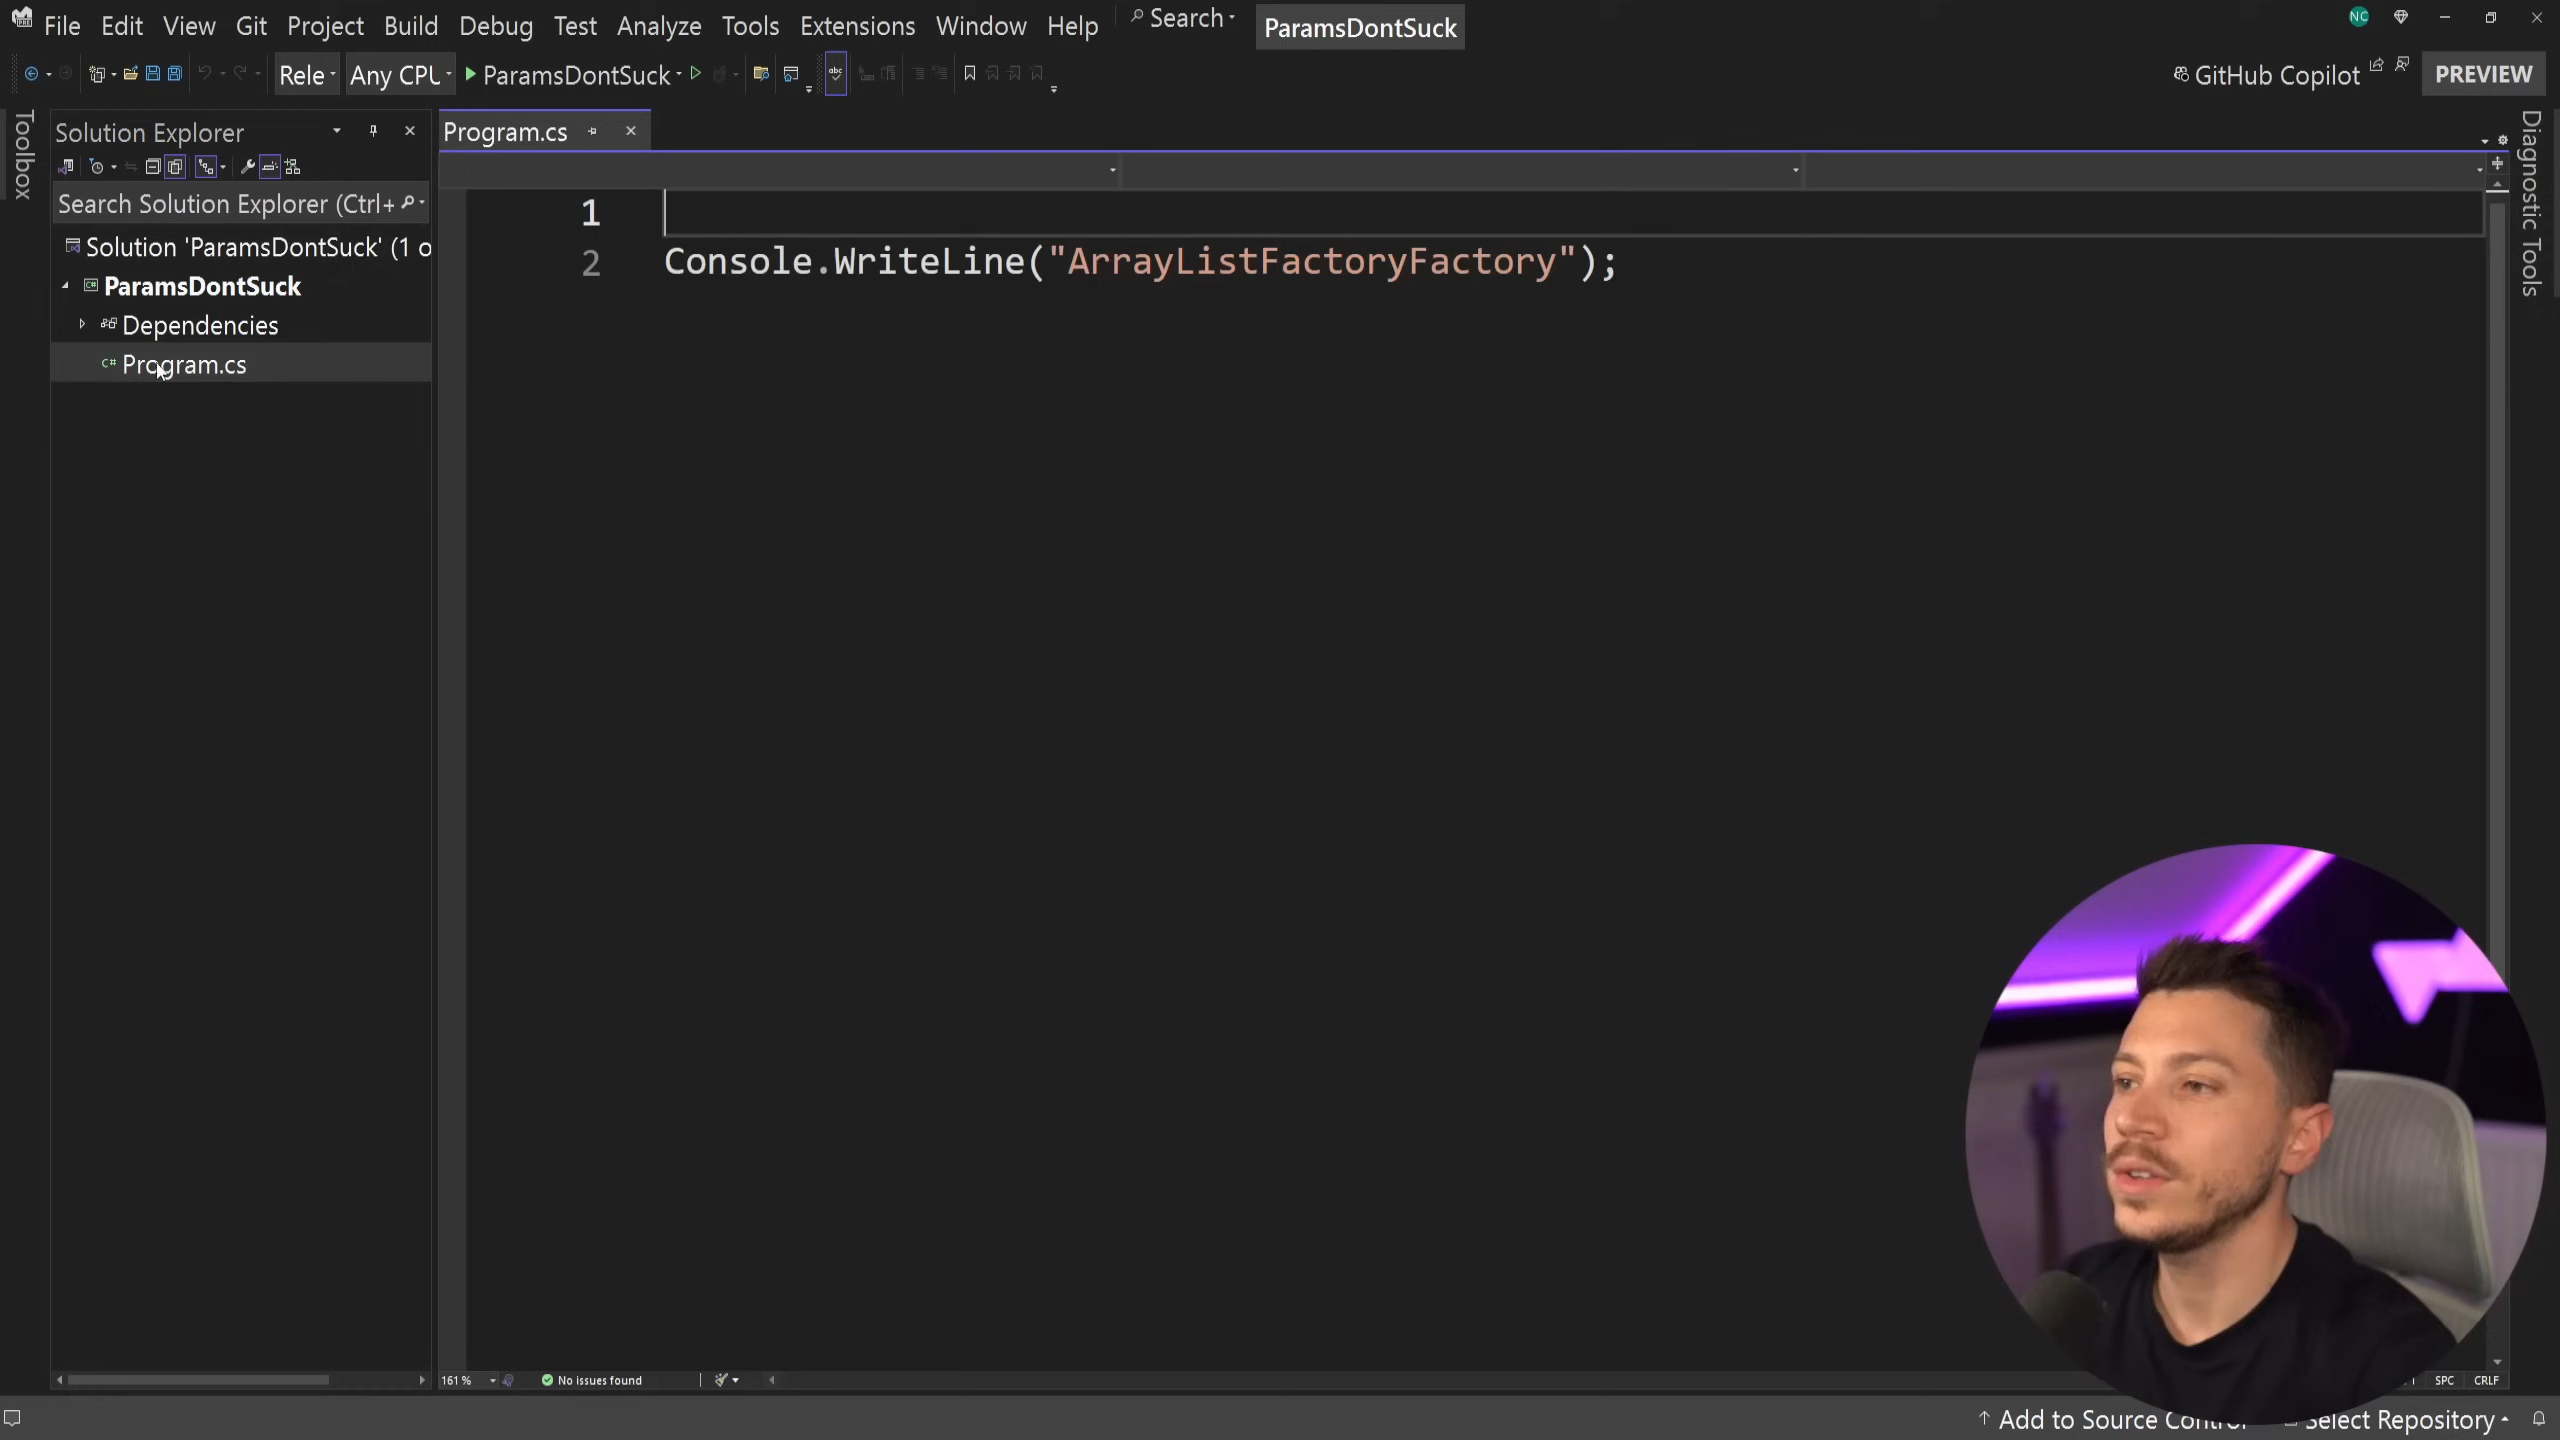 File Edit View Git Project Build Debug Test Analyze Tools Extensions Window Help Search ParamsDontSuck NC
Rele Any CPU ParamsDontSuck abc GitHub Copilot PREVIEW
Toolbox
Solution Explorer
Search Solution Explorer (Ctrl+
Solution 'ParamsDontSuck' (1 o
ParamsDontSuck
Dependencies
C# Program.cs
Program.cs
1
2 Console.WriteLine("ArrayListFactoryFactory");
Diagnostic Tools
161 % No issues found SPC CRLF
Add to Source Control Select Repository